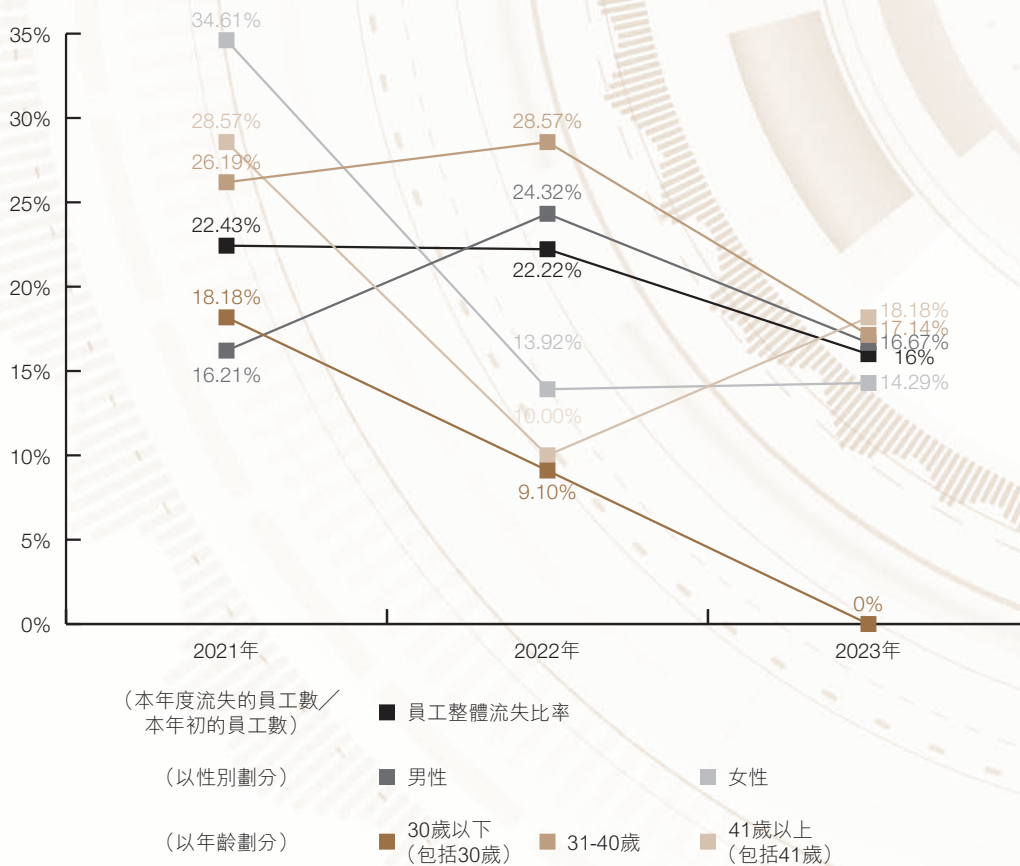 34.61%
35%
30%
28.57%
28.57%
26.19%
25%
24.32%
22.43%
22.22%
20%
18.18%
18.18%
17.14%
16.67%
16%
15%
16.21%
13.92%
14.29%
10.00%
10%
9.10%
5%
0%
0%
2021年
2022年
2023年
（本年度流失的員工數／
本年初的員工數）
員工整體流失比率
（以性別劃分）
男性
女性
（以年齡劃分）
30歲以下
（包括30歲）
31-40歲
41歲以上
（包括41歲）